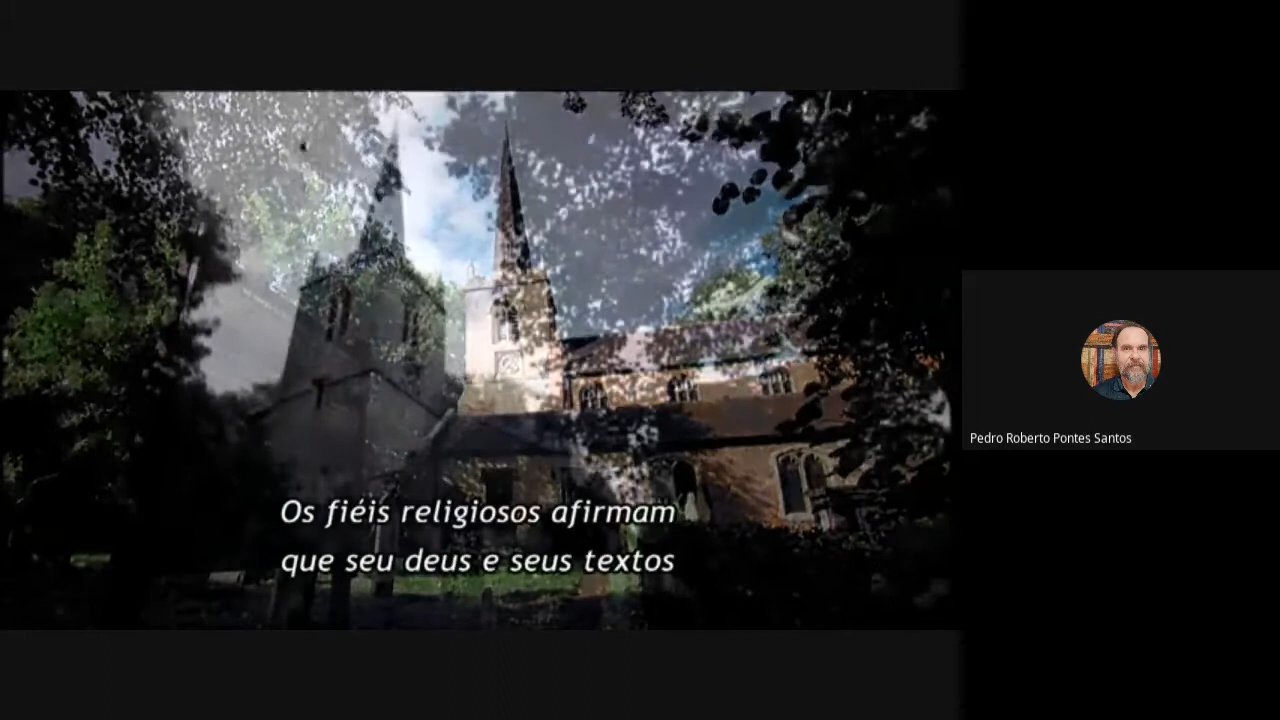 Os fiéis religiosos afirmam
que seu deus e seus textos
Pedro Roberto Pontes Santos